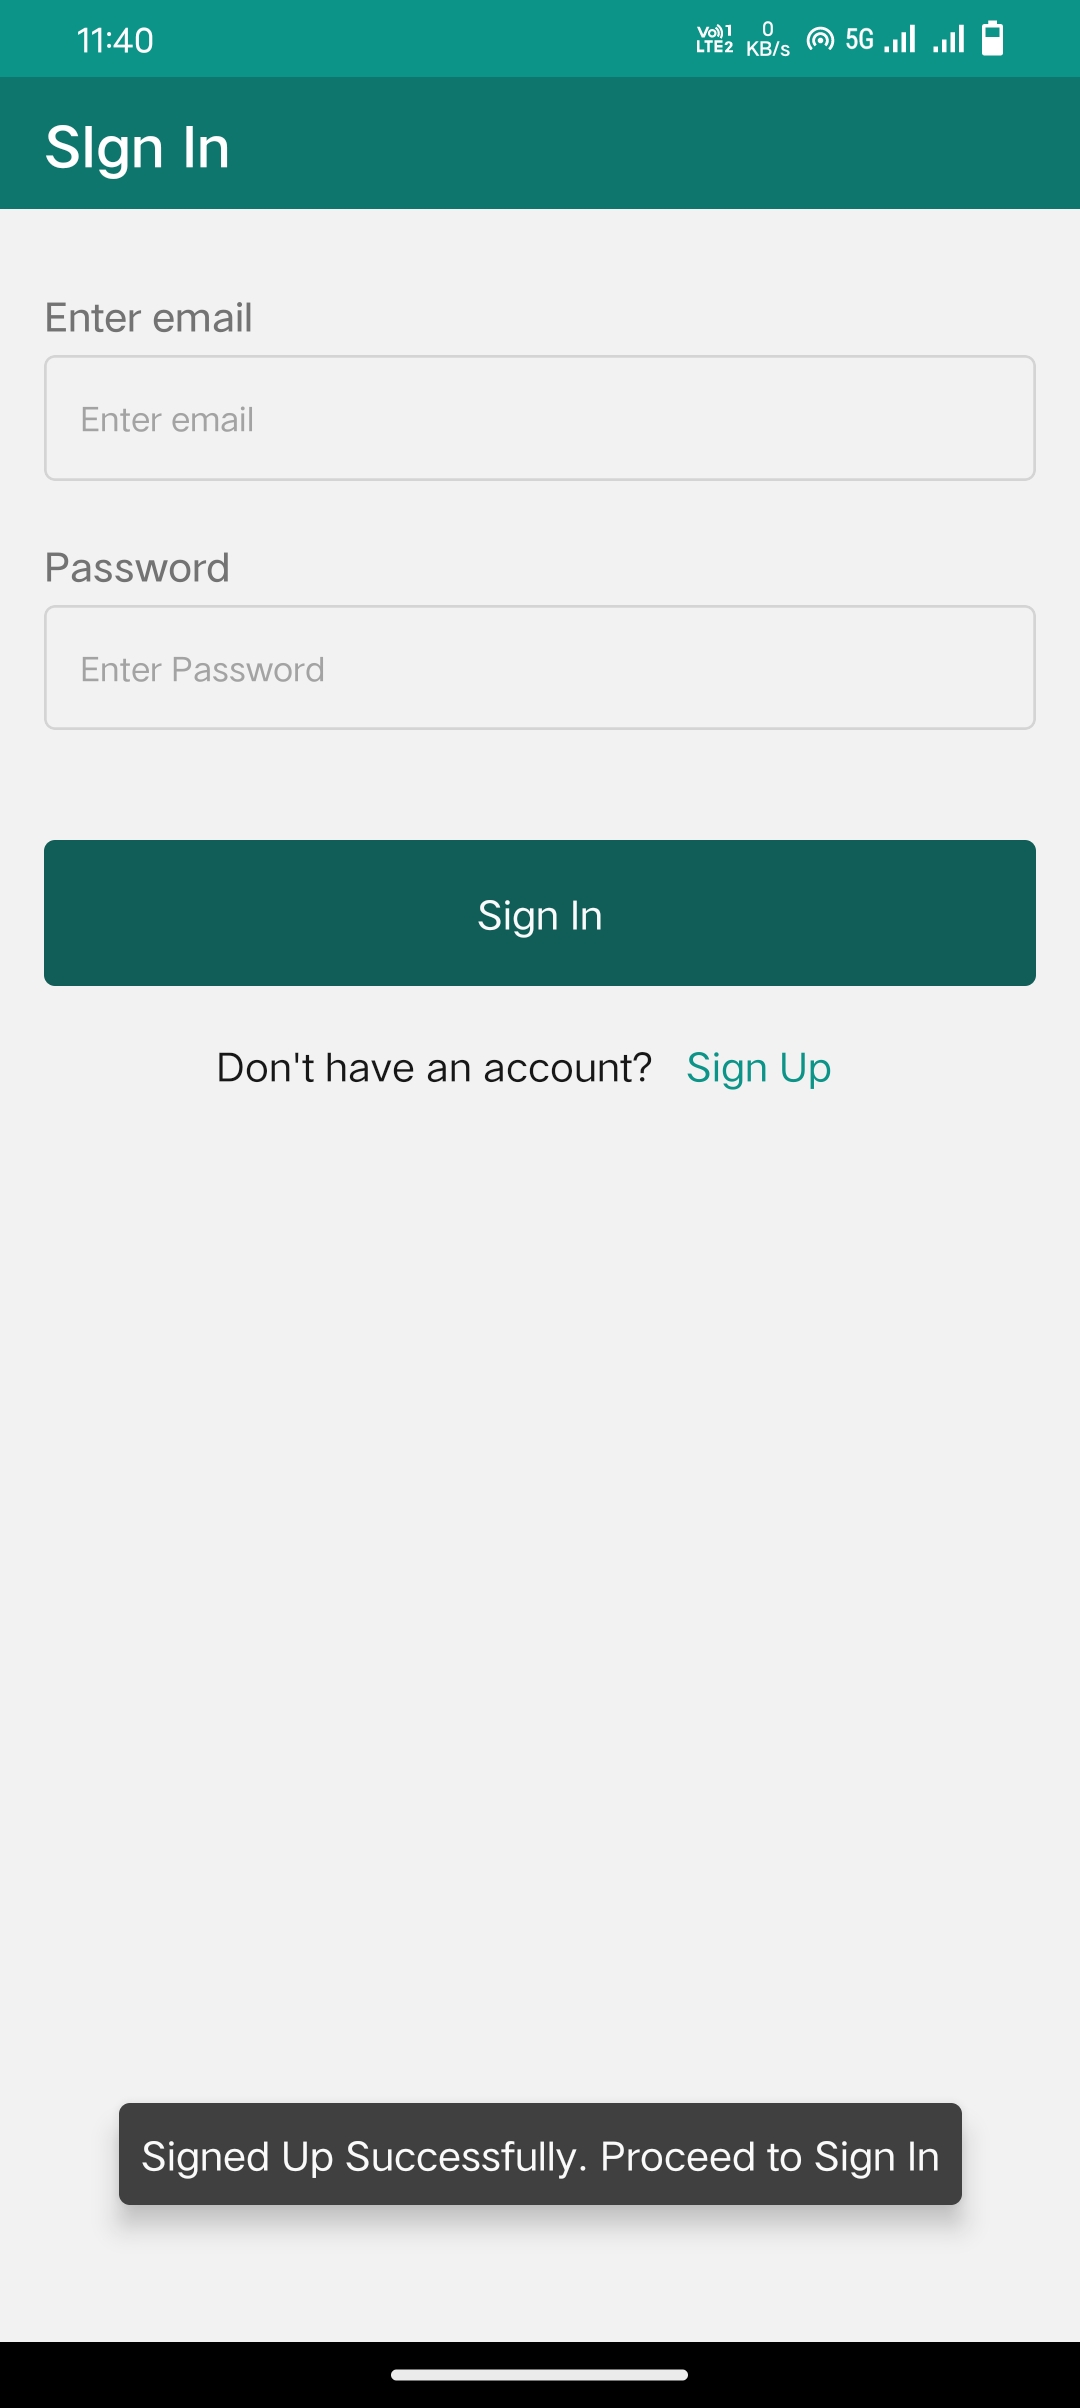 11:40
Vo 1
LTE2
0
KB/s
5G
SIgn In
Enter email
Enter email
Password
Enter Password
Sign In
Don't have an account? Sign Up
Signed Up Successfully. Proceed to Sign In